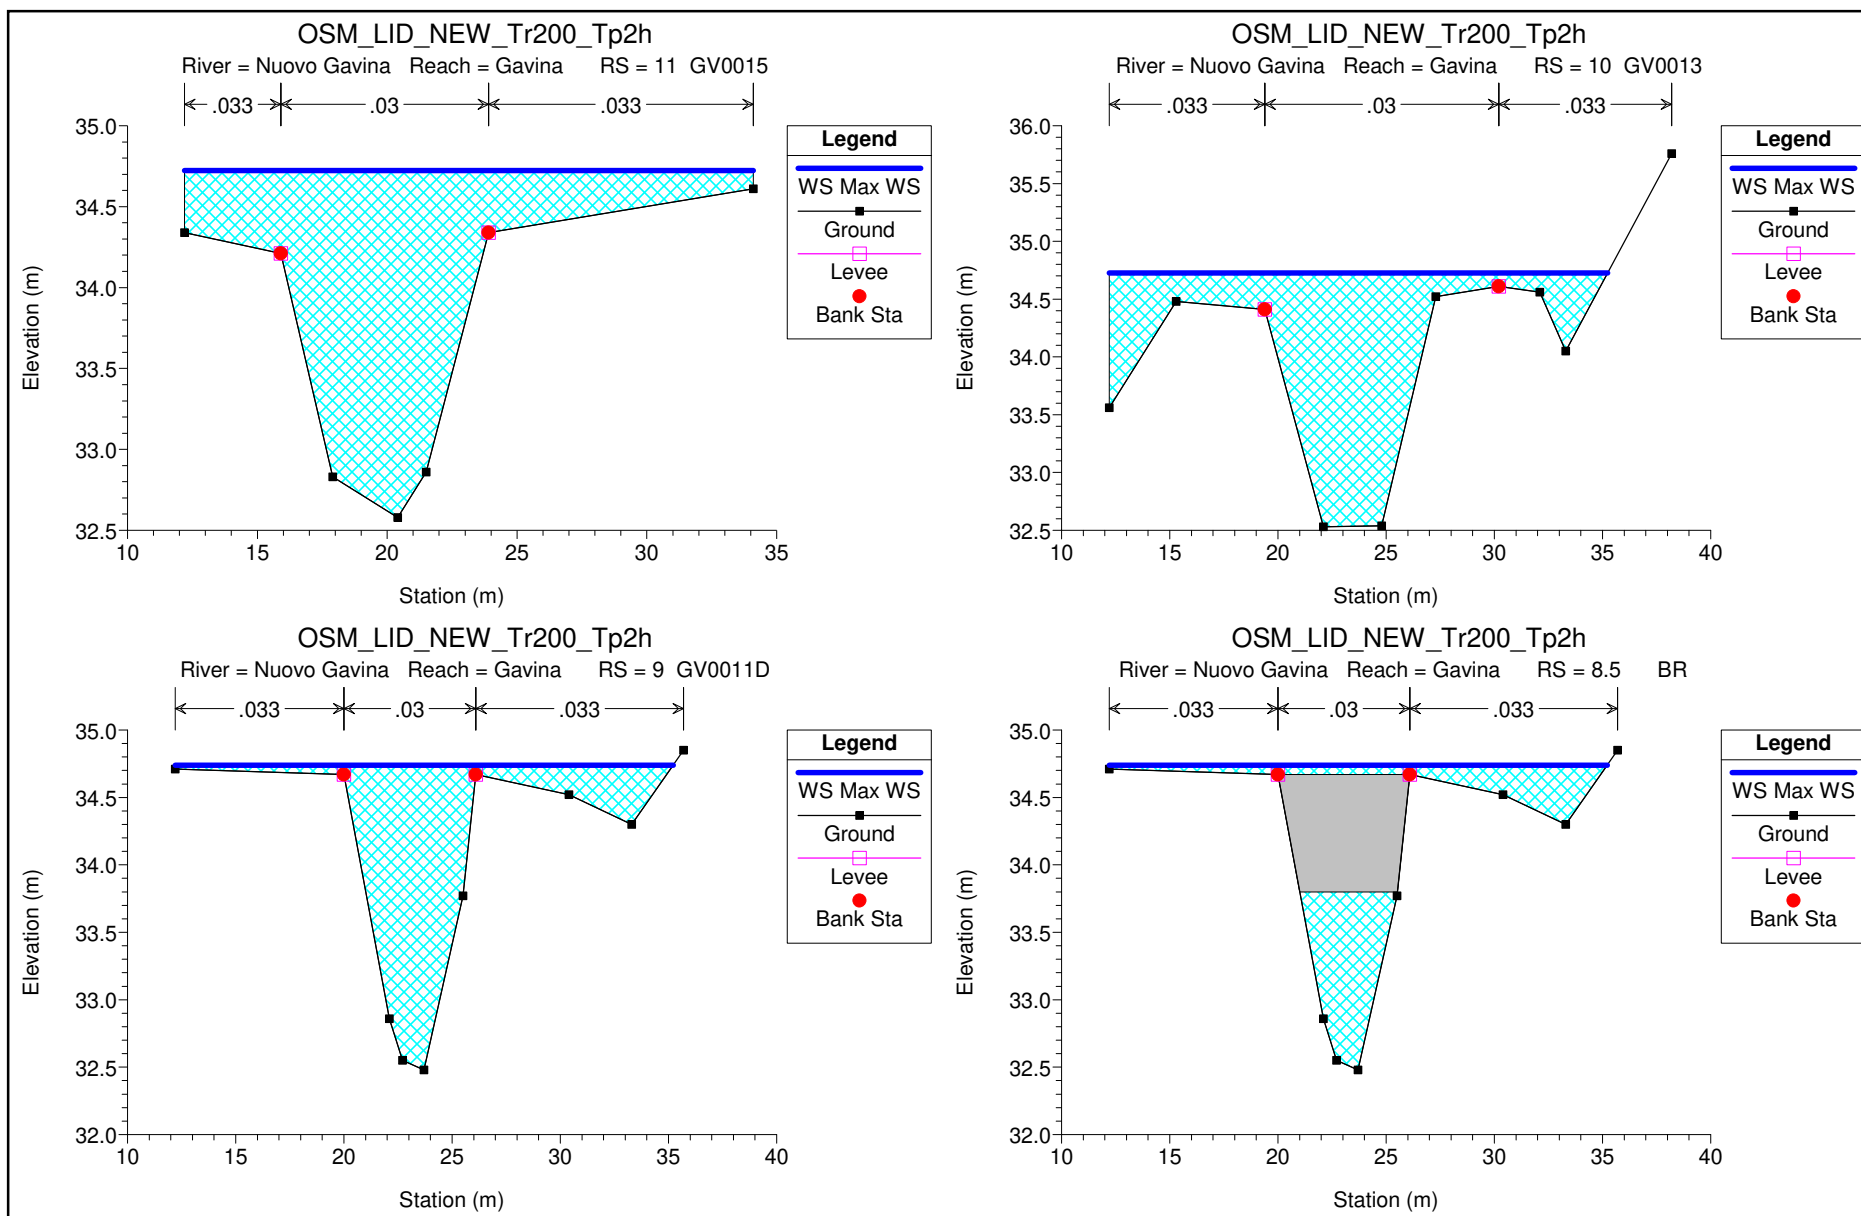 OSM_LID_NEW_Tr200_Tp2h
River = Nuovo Gavina Reach = Gavina RS = 11 GV0015
.033 .03 .033
35.0
34.5
34.0
33.5
33.0
32.5
Elevation (m)
10 15 20 25 30 35
Station (m)
Legend
WS Max WS
Ground
Levee
Bank Sta
OSM_LID_NEW_Tr200_Tp2h
River = Nuovo Gavina Reach = Gavina RS = 10 GV0013
.033 .03 .033
36.0
35.5
35.0
34.5
34.0
33.5
33.0
32.5
Elevation (m)
10 15 20 25 30 35 40
Station (m)
Legend
WS Max WS
Ground
Levee
Bank Sta
OSM_LID_NEW_Tr200_Tp2h
River = Nuovo Gavina Reach = Gavina RS = 9 GV0011D
.033 .03 .033
35.0
34.5
34.0
33.5
33.0
32.5
32.0
Elevation (m)
10 15 20 25 30 35 40
Station (m)
Legend
WS Max WS
Ground
Levee
Bank Sta
OSM_LID_NEW_Tr200_Tp2h
River = Nuovo Gavina Reach = Gavina RS = 8.5 BR
.033 .03 .033
35.0
34.5
34.0
33.5
33.0
32.5
32.0
Elevation (m)
10 15 20 25 30 35 40
Station (m)
Legend
WS Max WS
Ground
Levee
Bank Sta